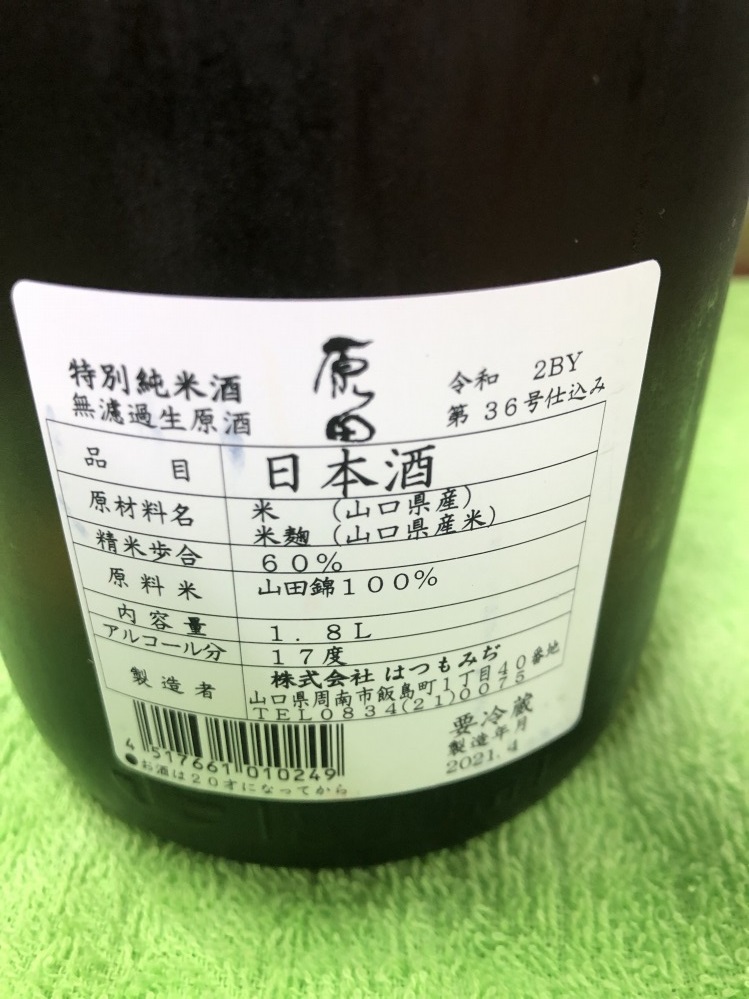 特別純米酒
無濾過生原酒
原田
令和 2BY
第 36号仕込み
品目 日本酒
原材料名 米 (山口県産)
米麹 (山口県産米)
精米歩合 60%
原料米 山田錦100%
内容量 1.8L
アルコール分 17度
製造者 株式会社 はつもみぢ
山口県周南市飯島町1丁目40番地
TEL0834(21)0075
4 517661 010249
要冷蔵
製造年月
2021.4
●お酒は20才になってから